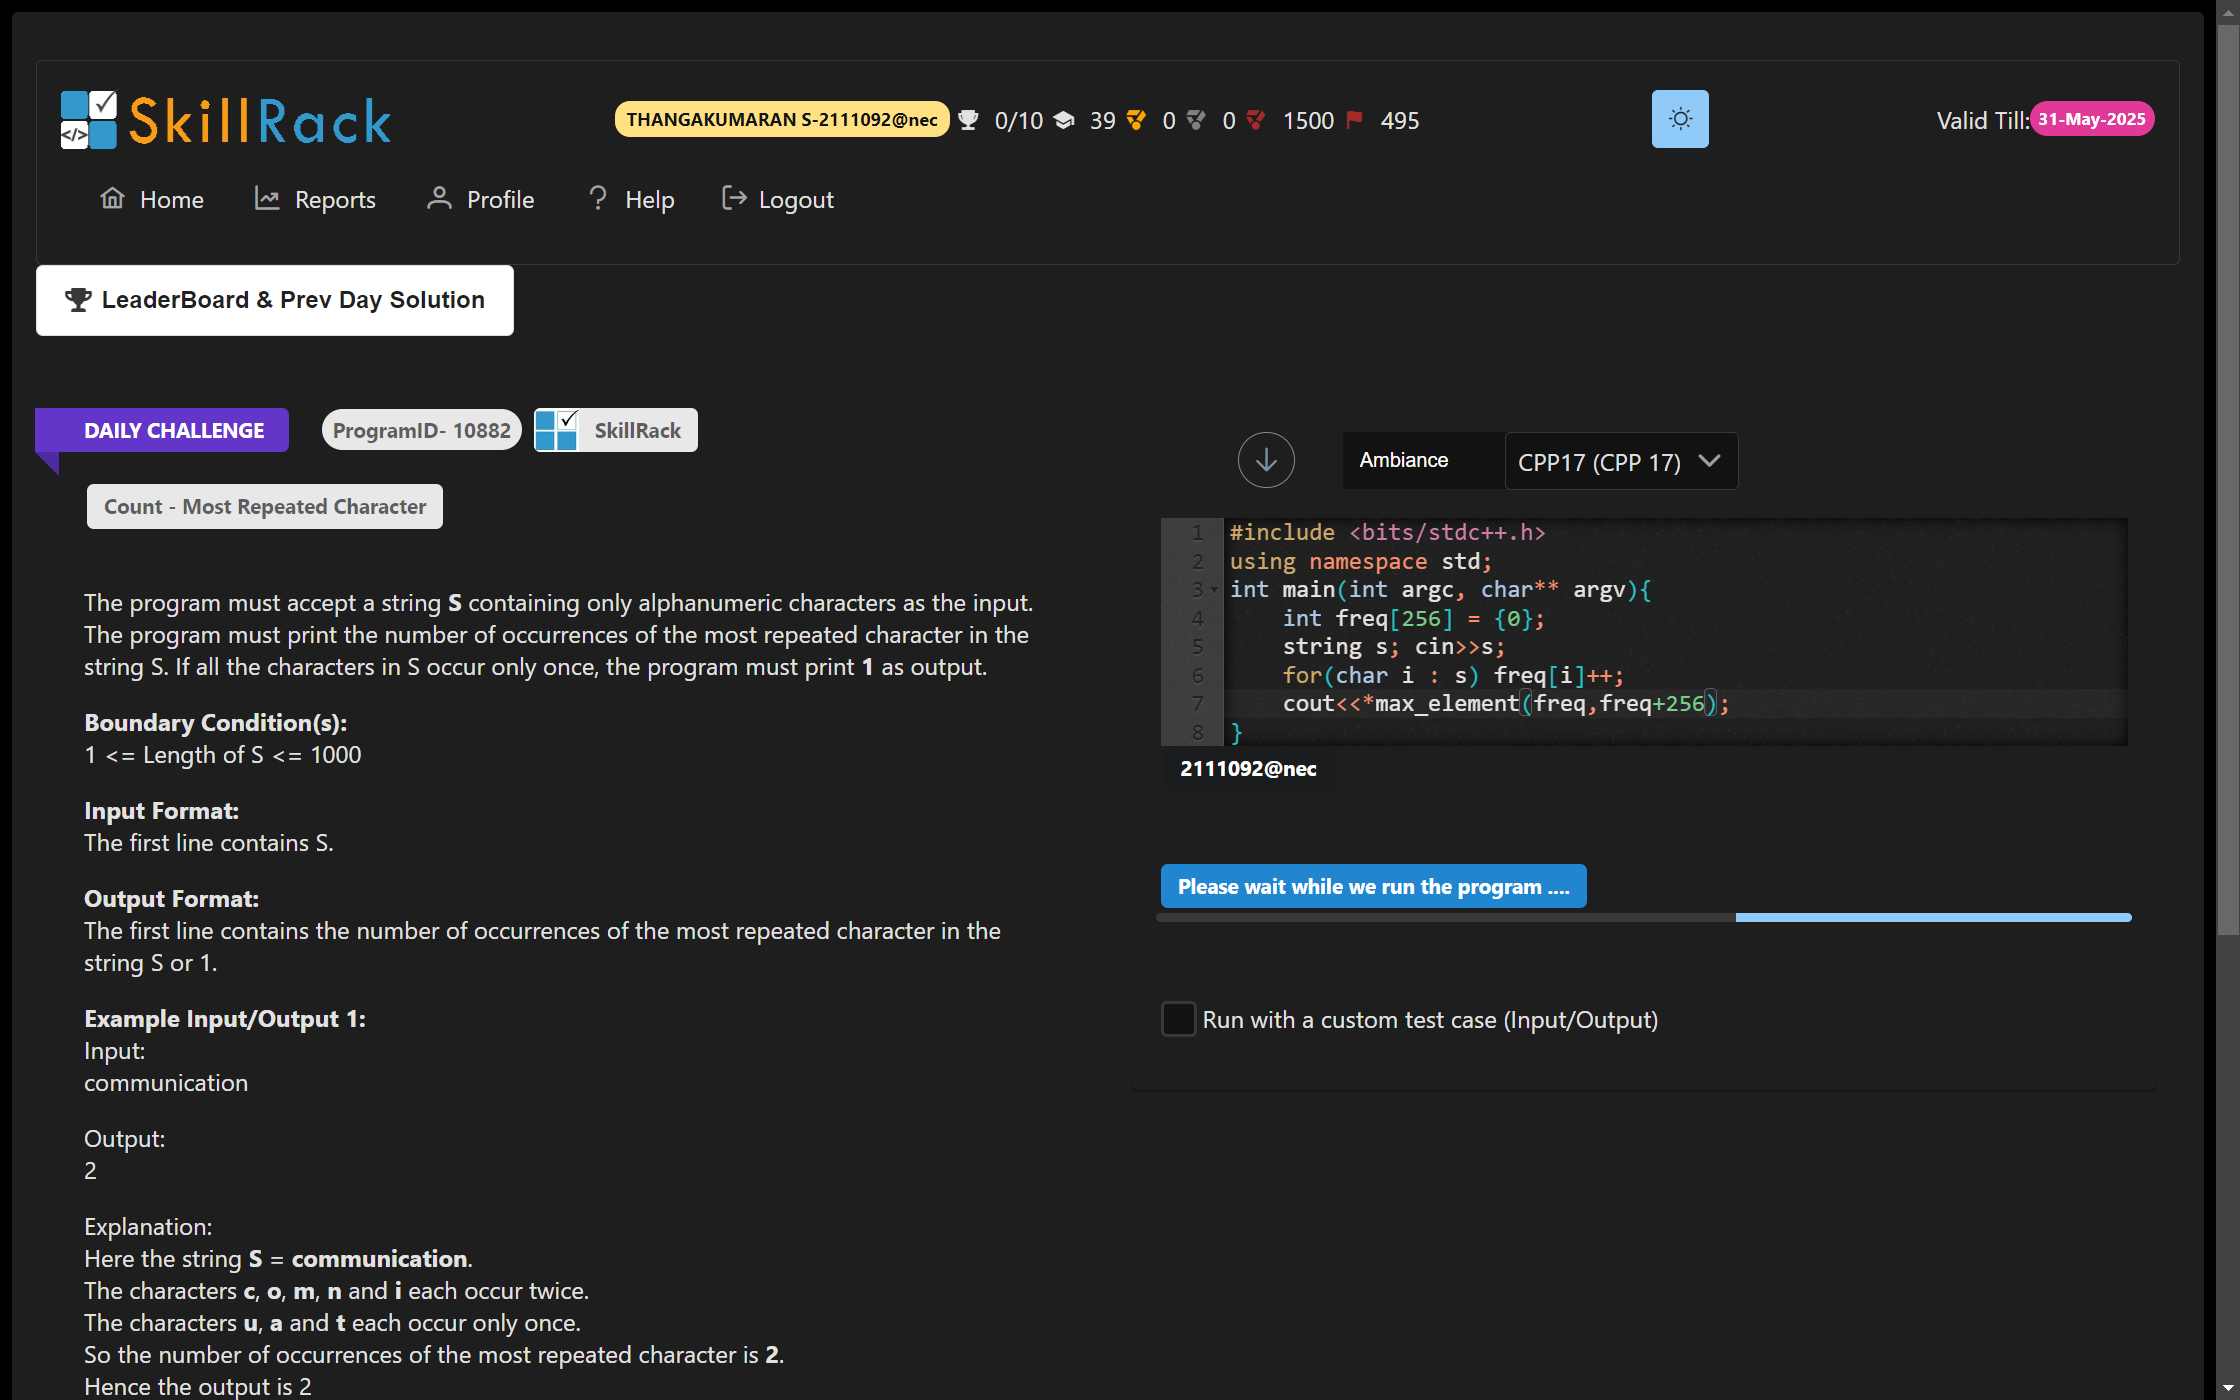 SkillRack
THANGAKUMARAN S-2111092@nec 0/10 39 0 0 1500 495
Valid Till: 31-May-2025
Home Reports Profile Help Logout
LeaderBoard & Prev Day Solution
DAILY CHALLENGE ProgramID- 10882 SkillRack
Count - Most Repeated Character
The program must accept a string S containing only alphanumeric characters as the input.
The program must print the number of occurrences of the most repeated character in the
string S. If all the characters in S occur only once, the program must print 1 as output.
Boundary Condition(s):
1 <= Length of S <= 1000
Input Format:
The first line contains S.
Output Format:
The first line contains the number of occurrences of the most repeated character in the
string S or 1.
Example Input/Output 1:
Input:
communication
Output:
2
Explanation:
Here the string S = communication.
The characters c, o, m, n and i each occur twice.
The characters u, a and t each occur only once.
So the number of occurrences of the most repeated character is 2.
Hence the output is 2
Ambiance CPP17 (CPP 17)
1 #include <bits/stdc++.h>
2 using namespace std;
3 int main(int argc, char** argv){
4 int freq[256] = {0};
5 string s; cin>>s;
6 for(char i : s) freq[i]++;
7 cout<<*max_element(freq,freq+256);
8 }
2111092@nec
Please wait while we run the program ....
Run with a custom test case (Input/Output)